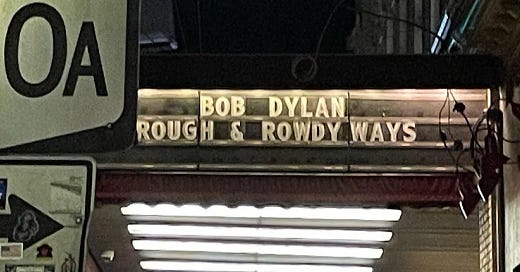 OA
BOB DYLAN
ROUGH & ROWDY WAYS